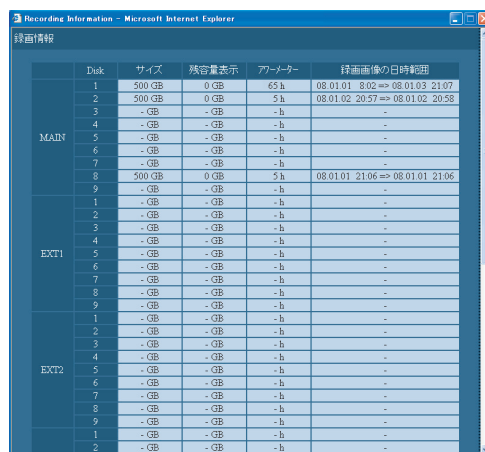 Recording Information - Microsoft Internet Explorer
録画情報
Disk サイズ 残容量表示 アワーメーター 録画画像の日時範囲
MAIN
1 500 GB 0 GB 65 h 08.01.01 8:02 => 08.01.03 21:07
2 500 GB 0 GB 5 h 08.01.02 20:57 => 08.01.02 20:58
3 - GB - GB - h -
4 - GB - GB - h -
5 - GB - GB - h -
6 - GB - GB - h -
7 - GB - GB - h -
8 500 GB 0 GB 5 h 08.01.01 21:06 => 08.01.01 21:06
9 - GB - GB - h -
EXT1
1 - GB - GB - h -
2 - GB - GB - h -
3 - GB - GB - h -
4 - GB - GB - h -
5 - GB - GB - h -
6 - GB - GB - h -
7 - GB - GB - h -
8 - GB - GB - h -
9 - GB - GB - h -
EXT2
1 - GB - GB - h -
2 - GB - GB - h -
3 - GB - GB - h -
4 - GB - GB - h -
5 - GB - GB - h -
6 - GB - GB - h -
7 - GB - GB - h -
8 - GB - GB - h -
9 - GB - GB - h -
1 - GB - GB - h -
2 - GB - GB - h -